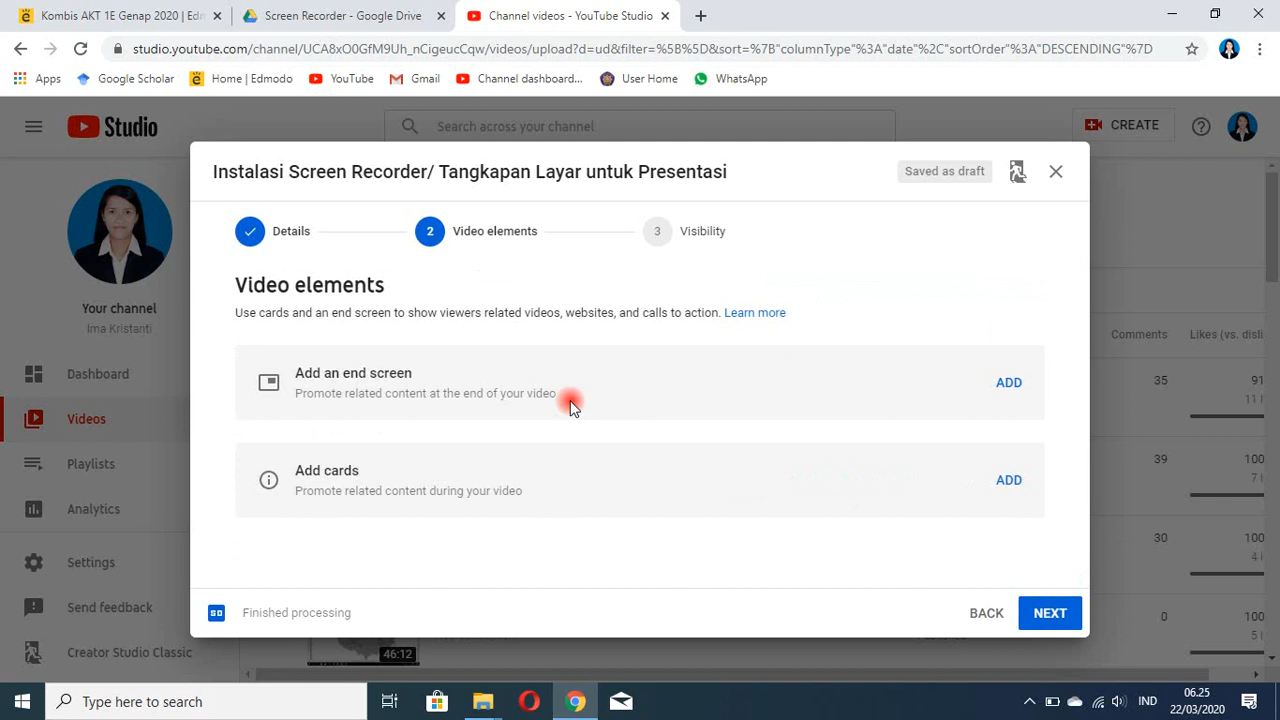 Kombis AKT 1E Genap 2020 | Edm
Screen Recorder - Google Drive
Channel videos - YouTube Studio
studio.youtube.com/channel/UCA8xO0GfM9Uh_nCigeucCqw/videos/upload?d=ud&filter=%5B%5D&sort=%7B"columnType"%3A"date"%2C"sortOrder"%3A"DESCENDING"%7D
Apps
Google Scholar
Home | Edmodo
YouTube
Gmail
Channel dashboard...
User Home
WhatsApp
Studio
Search across your channel
CREATE
Instalasi Screen Recorder/ Tangkapan Layar untuk Presentasi
Saved as draft
Details
2
Video elements
3
Visibility
Video elements
Use cards and an end screen to show viewers related videos, websites, and calls to action. Learn more
Add an end screen
Promote related content at the end of your video
ADD
Add cards
Promote related content during your video
ADD
SD
Finished processing
BACK
NEXT
Your channel
Ima Kristanti
Dashboard
Videos
Playlists
Analytics
Settings
Send feedback
Creator Studio Classic
Comments
Likes (vs. disli
35
91
11 l
39
100
7 l
30
100
4 l
0
100
5 l
46:12
Type here to search
IND
06.25
22/03/2020